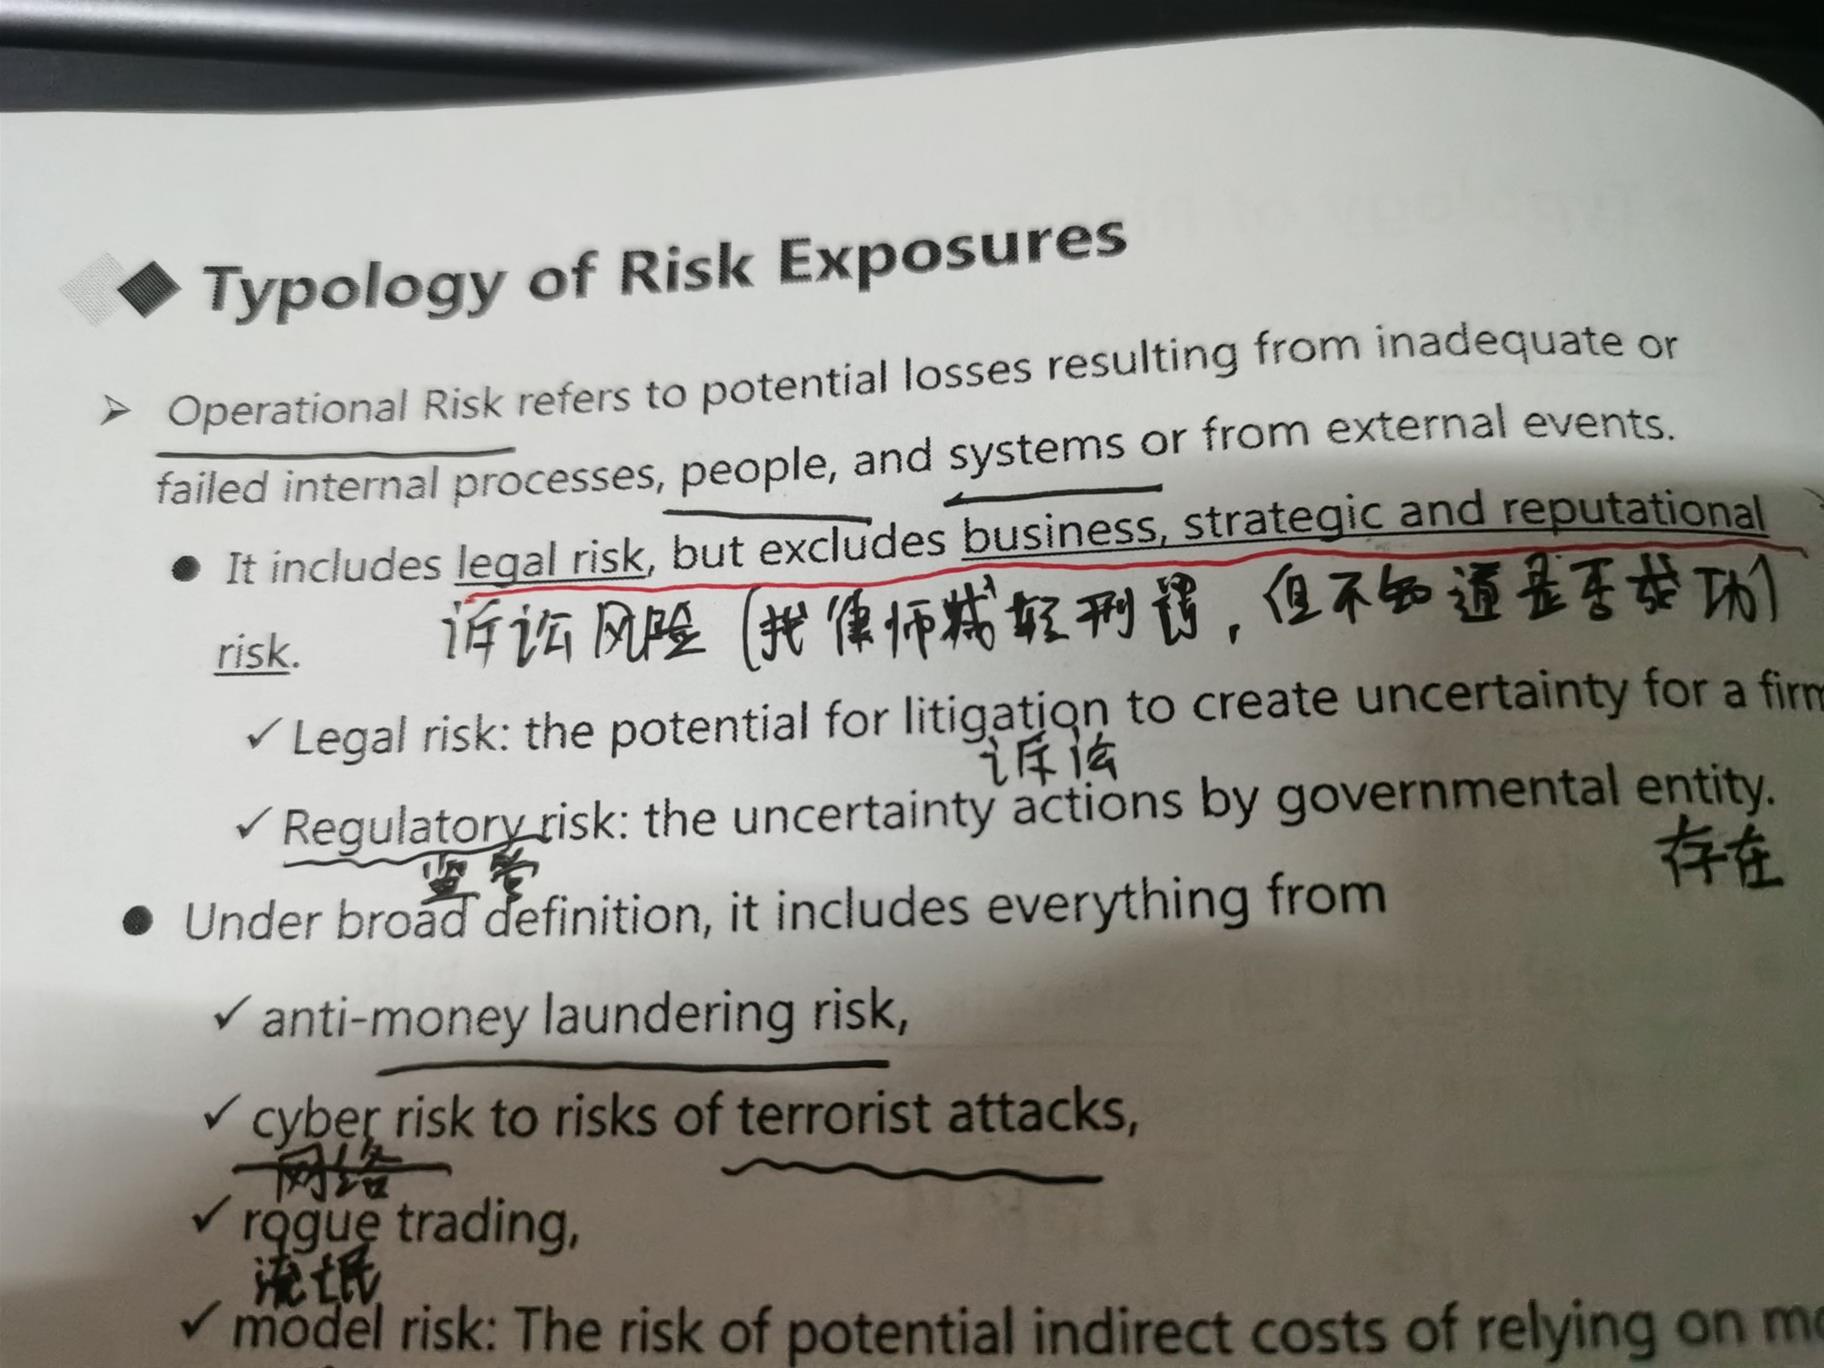 Typology of Risk Exposures
➢ Operational Risk refers to potential losses resulting from inadequate or
failed internal processes, people, and systems or from external events.
● It includes legal risk, but excludes business, strategic and reputational
诉讼风险(找律师减轻刑罚,但不知道是否成功)
risk.
✓ Legal risk: the potential for litigation to create uncertainty for a firm
诉讼
✓ Regulatory risk: the uncertainty actions by governmental entity.
监管
存在
● Under broad definition, it includes everything from
✓ anti-money laundering risk,
✓ cyber risk to risks of terrorist attacks,
网络
✓ rogue trading,
流氓
✓ model risk: The risk of potential indirect costs of relying on